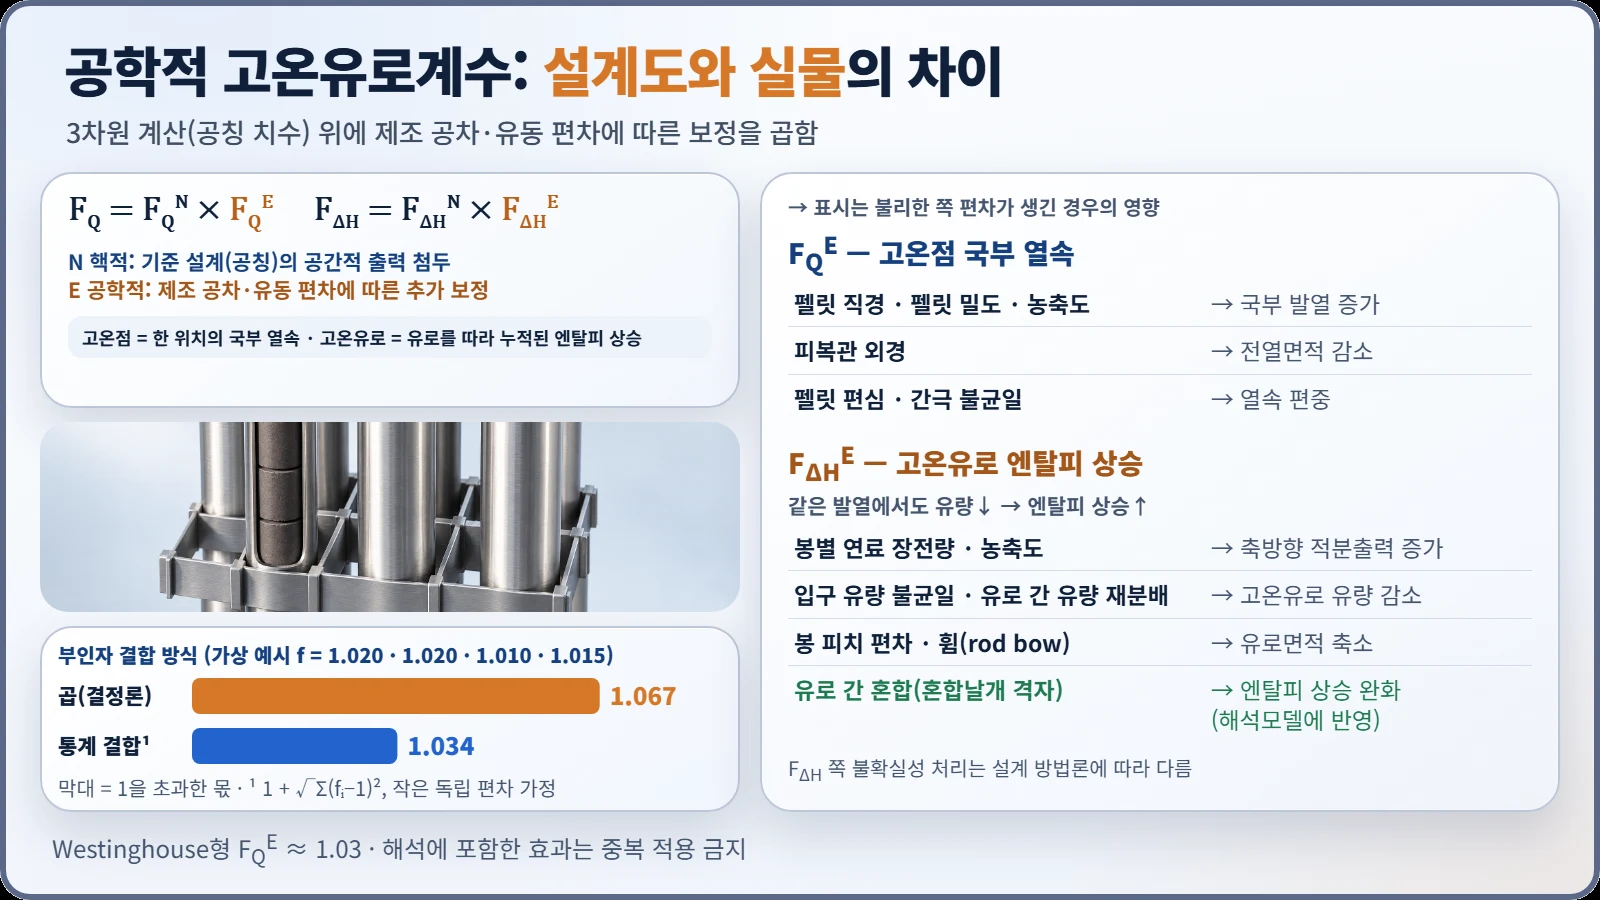 공학적 고온유로계수: 설계도와 실물의 차이
3차원 계산(공칭 치수) 위에 제조 공차·유동 편차에 따른 보정을 곱함
F_Q = F_Q^N × F_Q^E F_ΔH = F_ΔH^N × F_ΔH^E
N 핵적: 기준 설계(공칭)의 공간적 출력 첨두
E 공학적: 제조 공차·유동 편차에 따른 추가 보정
고온점 = 한 위치의 국부 열속 · 고온유로 = 유로를 따라 누적된 엔탈피 상승
부인자 결합 방식 (가상 예시 f = 1.020 · 1.020 · 1.010 · 1.015)
곱(결정론) 1.067
통계 결합¹ 1.034
막대 = 1을 초과한 몫 · ¹ 1 + √Σ(fᵢ−1)², 작은 독립 편차 가정
→ 표시는 불리한 쪽 편차가 생긴 경우의 영향
F_Q^E — 고온점 국부 열속
펠릿 직경 · 펠릿 밀도 · 농축도 → 국부 발열 증가
피복관 외경 → 전열면적 감소
펠릿 편심 · 간극 불균일 → 열속 편중
F_ΔH^E — 고온유로 엔탈피 상승
같은 발열에서도 유량↓ → 엔탈피 상승↑
봉별 연료 장전량 · 농축도 → 축방향 적분출력 증가
입구 유량 불균일 · 유로 간 유량 재분배 → 고온유로 유량 감소
봉 피치 편차 · 휨(rod bow) → 유로면적 축소
유로 간 혼합(혼합날개 격자) → 엔탈피 상승 완화
(해석모델에 반영)
F_ΔH 쪽 불확실성 처리는 설계 방법론에 따라 다름
Westinghouse형 F_Q^E ≈ 1.03 · 해석에 포함한 효과는 중복 적용 금지